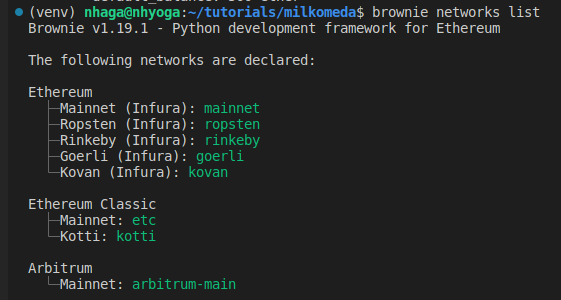 (venv) nhaga@nhyoga:~/tutorials/milkomeda$ brownie networks list
Brownie v1.19.1 - Python development framework for Ethereum
The following networks are declared:
Ethereum
├─Mainnet (Infura): mainnet
├─Ropsten (Infura): ropsten
├─Rinkeby (Infura): rinkeby
├─Goerli (Infura): goerli
└─Kovan (Infura): kovan
Ethereum Classic
├─Mainnet: etc
└─Kotti: kotti
Arbitrum
└─Mainnet: arbitrum-main